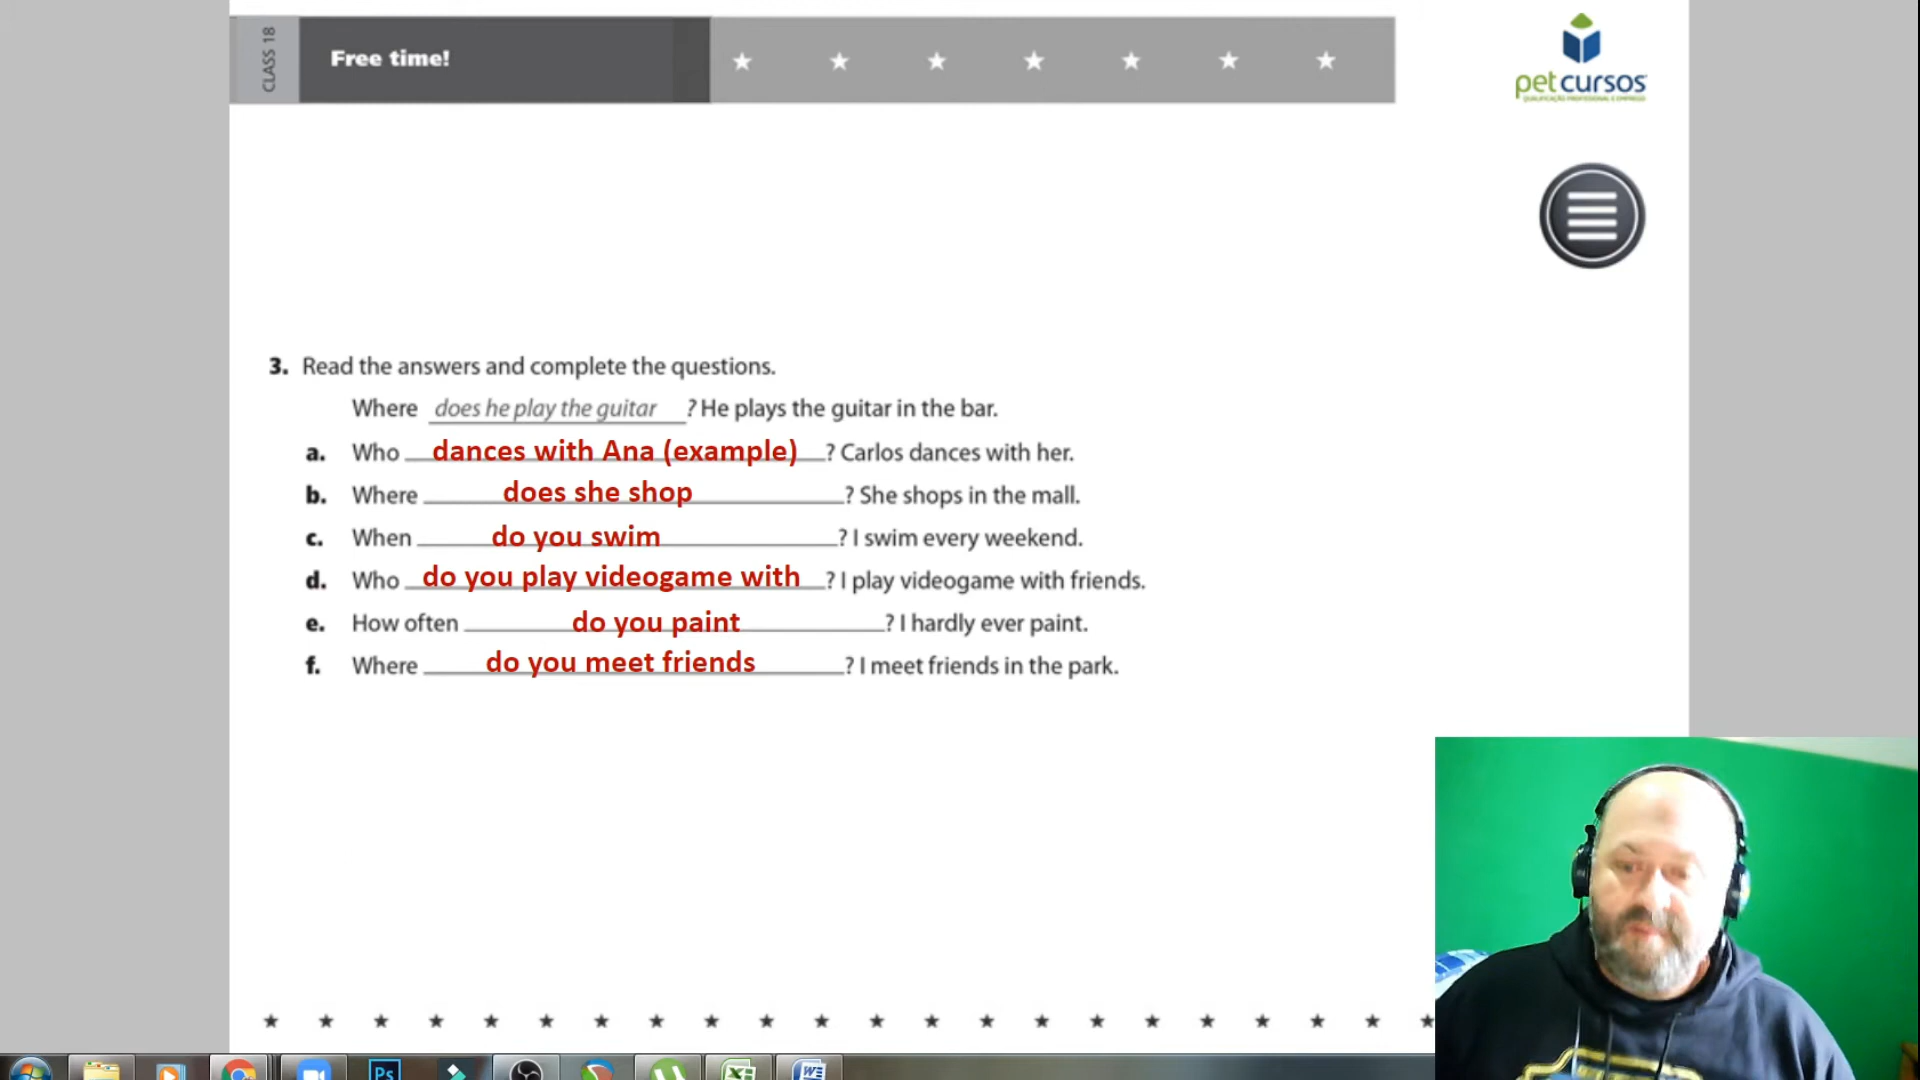 CLASS 18
Free time!
pet cursos
QUALIFICAÇÃO PROFISSIONAL E EMPREGO
3. Read the answers and complete the questions.
Where does he play the guitar ? He plays the guitar in the bar.
a. Who dances with Ana (example) ? Carlos dances with her.
b. Where does she shop ? She shops in the mall.
c. When do you swim ? I swim every weekend.
d. Who do you play videogame with ? I play videogame with friends.
e. How often do you paint ? I hardly ever paint.
f. Where do you meet friends ? I meet friends in the park.
Ps